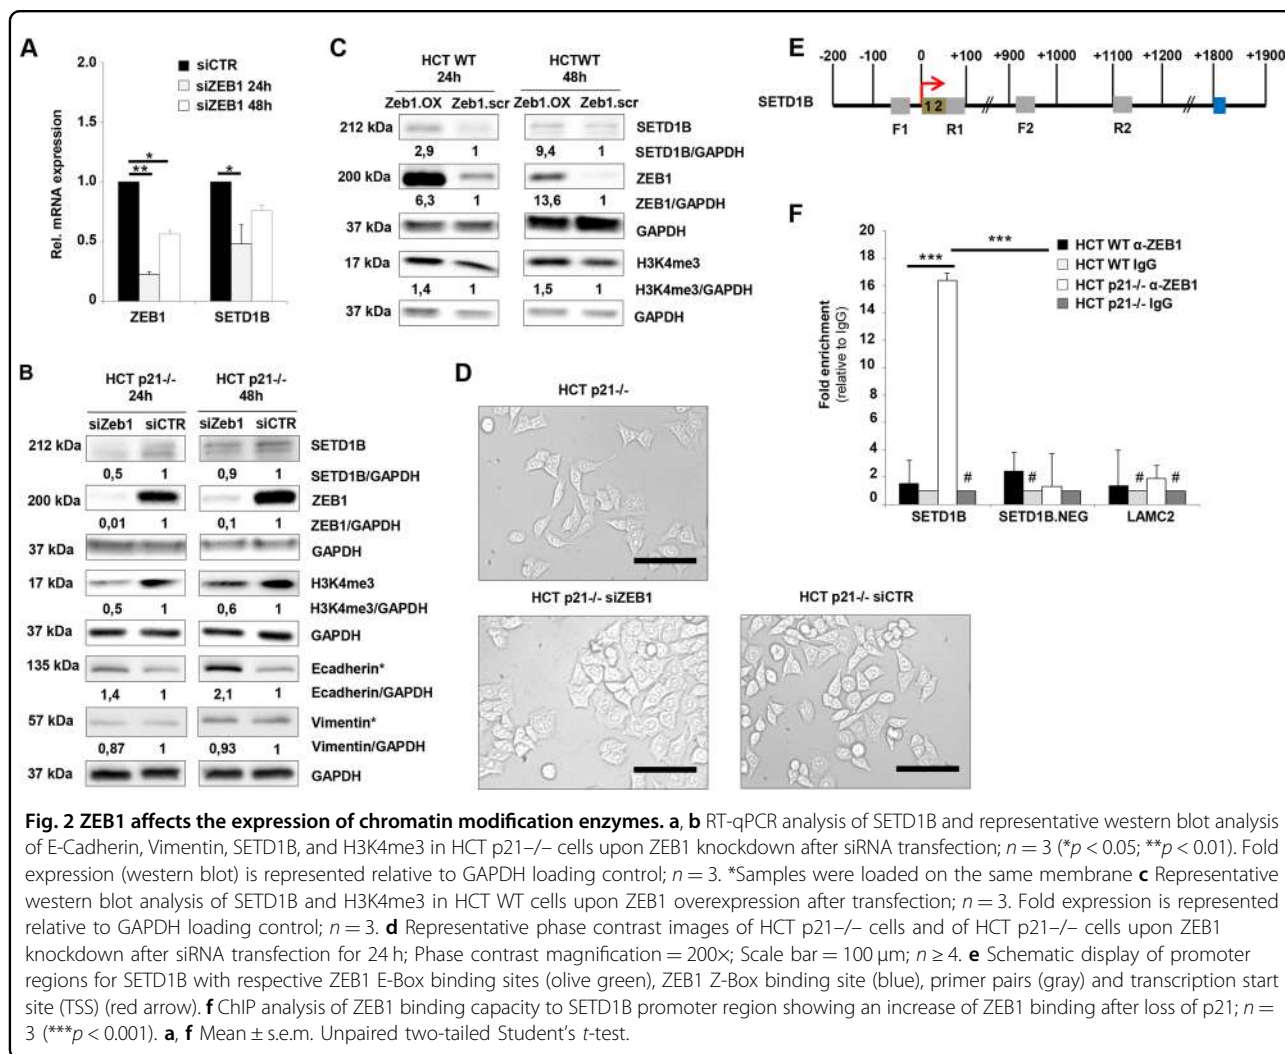 A
2.0
1.0
0.5
0
Rel. mRNA expression
siCTR
siZEB1 24h
siZEB1 48h
*
**
*
ZEB1
SETD1B
B
HCT p21-/-
24h
HCT p21-/-
48h
siZeb1 siCTR siZeb1 siCTR
212 kDa SETD1B
0,5 1 0,9 1 SETD1B/GAPDH
200 kDa ZEB1
0,01 1 0,1 1 ZEB1/GAPDH
37 kDa GAPDH
17 kDa H3K4me3
0,5 1 0,6 1 H3K4me3/GAPDH
37 kDa GAPDH
135 kDa Ecadherin*
1,4 1 2,1 1 Ecadherin/GAPDH
57 kDa Vimentin*
0,87 1 0,93 1 Vimentin/GAPDH
37 kDa GAPDH
C
HCT WT
24h
HCTWT
48h
Zeb1.OX Zeb1.scr Zeb1.OX Zeb1.scr
212 kDa SETD1B
2,9 1 9,4 1 SETD1B/GAPDH
200 kDa ZEB1
6,3 1 13,6 1 ZEB1/GAPDH
37 kDa GAPDH
17 kDa H3K4me3
1,4 1 1,5 1 H3K4me3/GAPDH
37 kDa GAPDH
D
HCT p21-/-
HCT p21-/- siZEB1
HCT p21-/- siCTR
E
-200 -100 0 +100 +900 +1000 +1100 +1200 +1800 +1900
SETD1B 1 2 // //
F1 R1 F2 R2
F
20
18
16
14
12
10
8
6
4
2
0
Fold enrichment
(relative to IgG)
***
***
HCT WT α-ZEB1
HCT WT IgG
HCT p21-/- α-ZEB1
HCT p21-/- IgG
# # # #
SETD1B SETD1B.NEG LAMC2
Fig. 2 ZEB1 affects the expression of chromatin modification enzymes. a, b RT-qPCR analysis of SETD1B and representative western blot analysis
of E-Cadherin, Vimentin, SETD1B, and H3K4me3 in HCT p21–/– cells upon ZEB1 knockdown after siRNA transfection; n = 3 (*p < 0.05; **p < 0.01). Fold
expression (western blot) is represented relative to GAPDH loading control; n = 3. *Samples were loaded on the same membrane c Representative
western blot analysis of SETD1B and H3K4me3 in HCT WT cells upon ZEB1 overexpression after transfection; n = 3. Fold expression is represented
relative to GAPDH loading control; n = 3. d Representative phase contrast images of HCT p21–/– cells and of HCT p21–/– cells upon ZEB1
knockdown after siRNA transfection for 24 h; Phase contrast magnification = 200×; Scale bar = 100 µm; n ≥ 4. e Schematic display of promoter
regions for SETD1B with respective ZEB1 E-Box binding sites (olive green), ZEB1 Z-Box binding site (blue), primer pairs (gray) and transcription start
site (TSS) (red arrow). f ChIP analysis of ZEB1 binding capacity to SETD1B promoter region showing an increase of ZEB1 binding after loss of p21; n =
3 (***p < 0.001). a, f Mean ± s.e.m. Unpaired two-tailed Student's t-test.